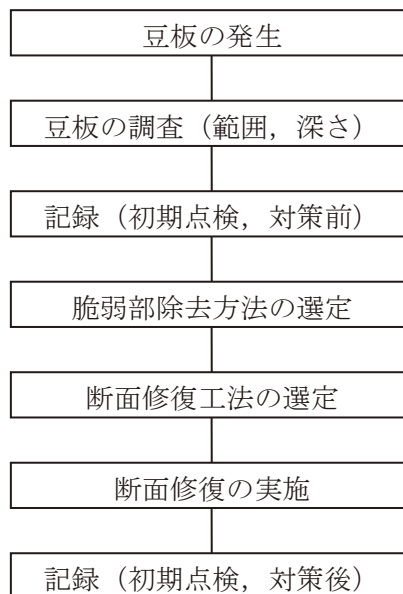 豆板の発生
豆板の調査（範囲，深さ）
記録（初期点検，対策前）
脆弱部除去方法の選定
断面修復工法の選定
断面修復の実施
記録（初期点検，対策後）